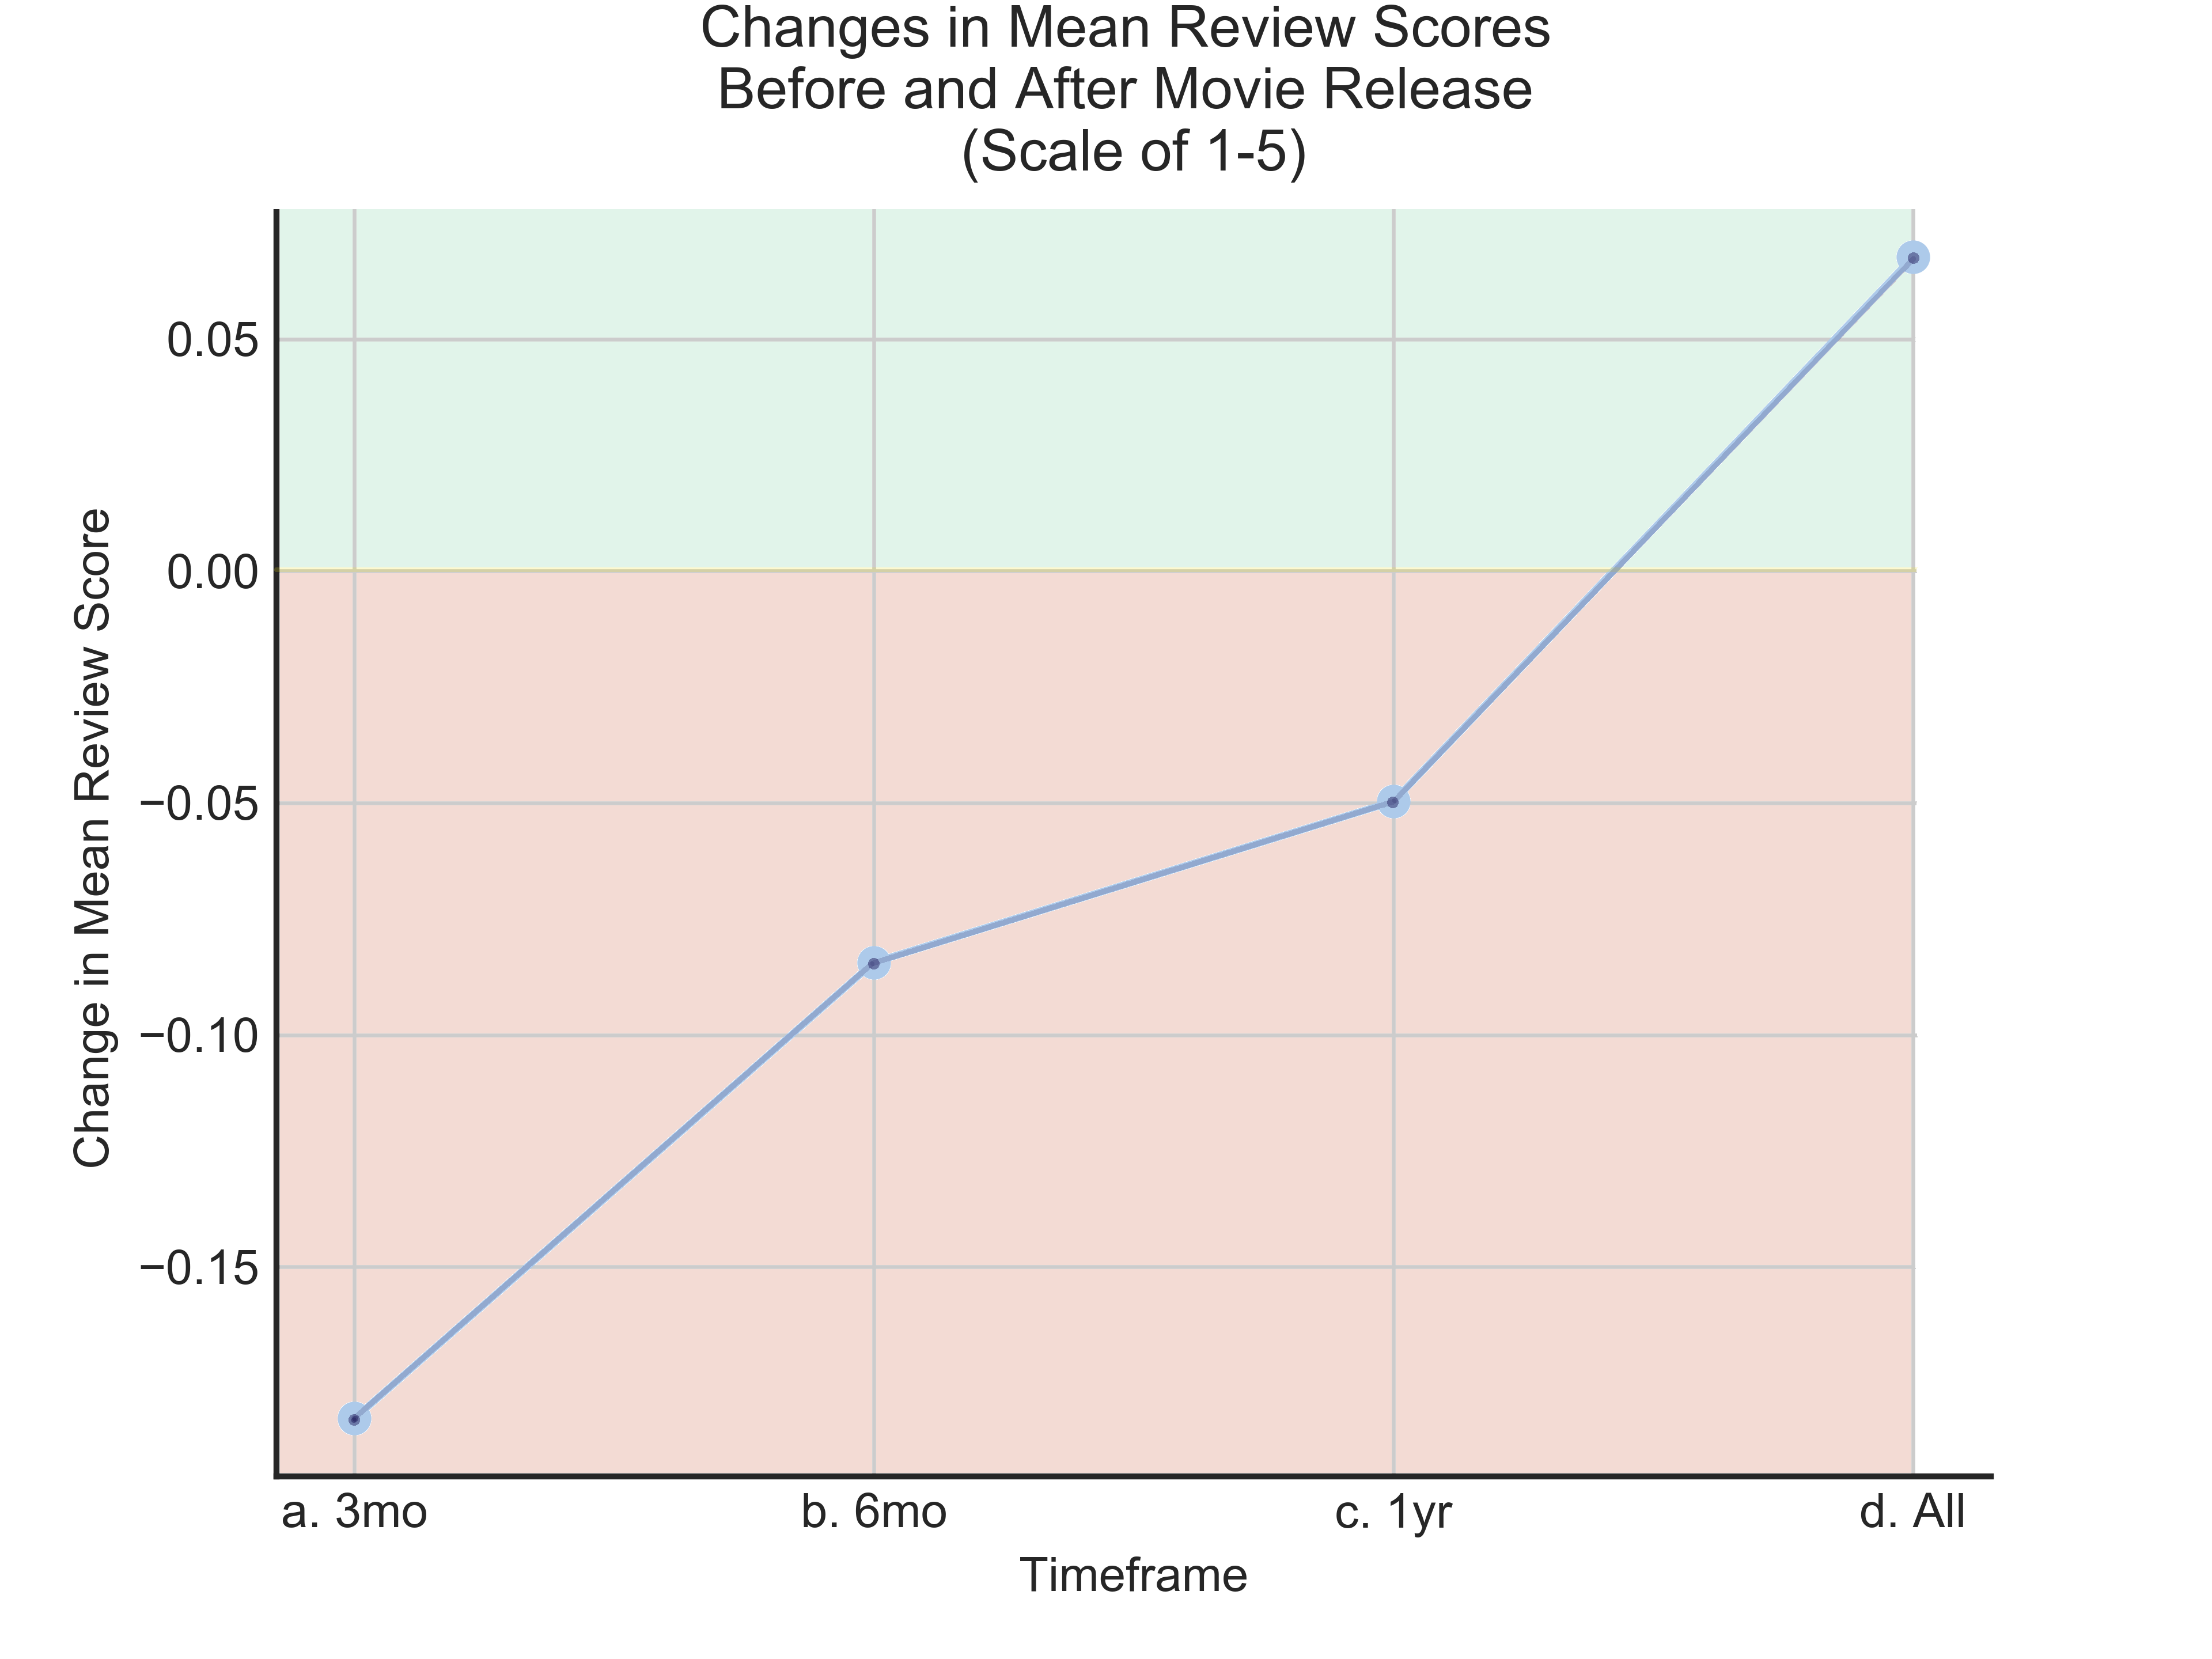 Changes in Mean Review Scores
Before and After Movie Release
(Scale of 1-5)
Change in Mean Review Score
0.05
0.00
−0.05
−0.10
−0.15
a. 3mo
b. 6mo
c. 1yr
d. All
Timeframe